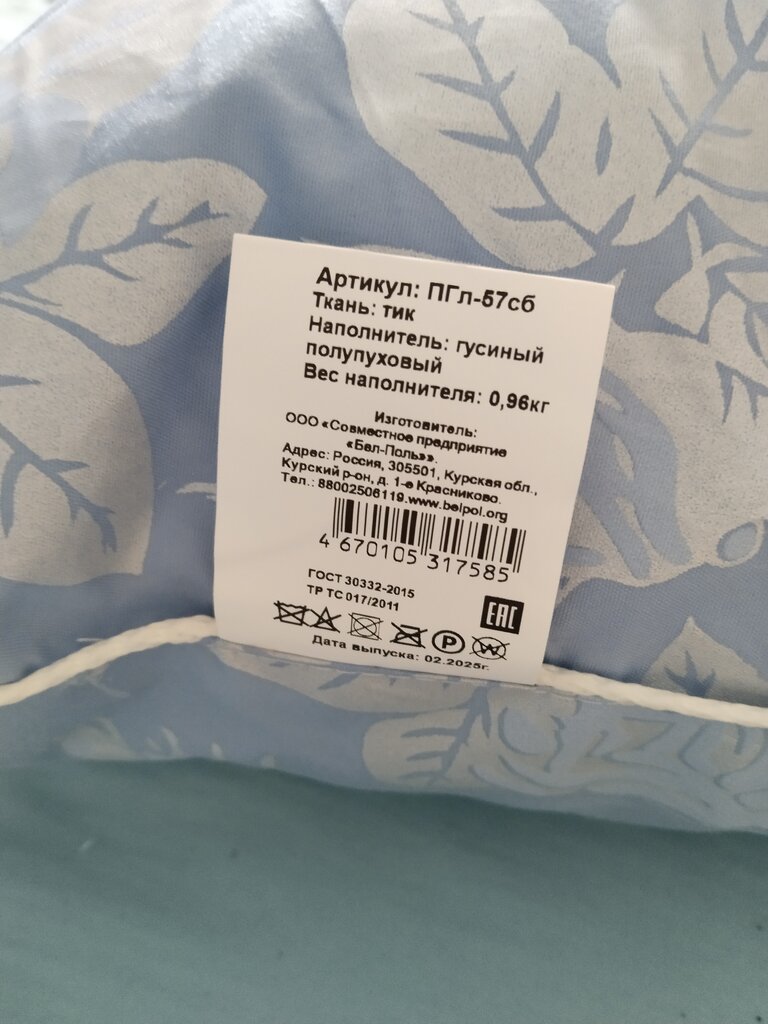 Артикул: ПГл-57сб
Ткань: тик
Наполнитель: гусиный
полупуховый
Вес наполнителя: 0,96кг
Изготовитель:
ООО «Совместное предприятие
«Бел-Поль»».
Адрес: Россия, 305501, Курская обл.,
Курский р-он, д. 1-е Красниково.
Тел.: 88002506119.www.belpol.org
4 670105 317585
ГОСТ 30332-2015
ТР ТС 017/2011
EAC
P W
Дата выпуска: 02.2025г.